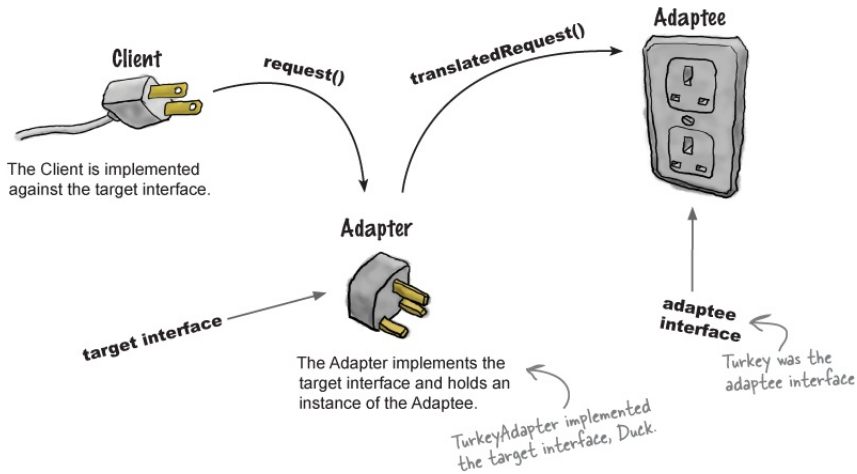 Adaptee
Client
request()
translatedRequest()
The Client is implemented
against the target interface.
Adapter
target interface
adaptee
interface
Turkey was the
adaptee interface
The Adapter implements the
target interface and holds an
instance of the Adaptee.
TurkeyAdapter implemented
the target interface, Duck.